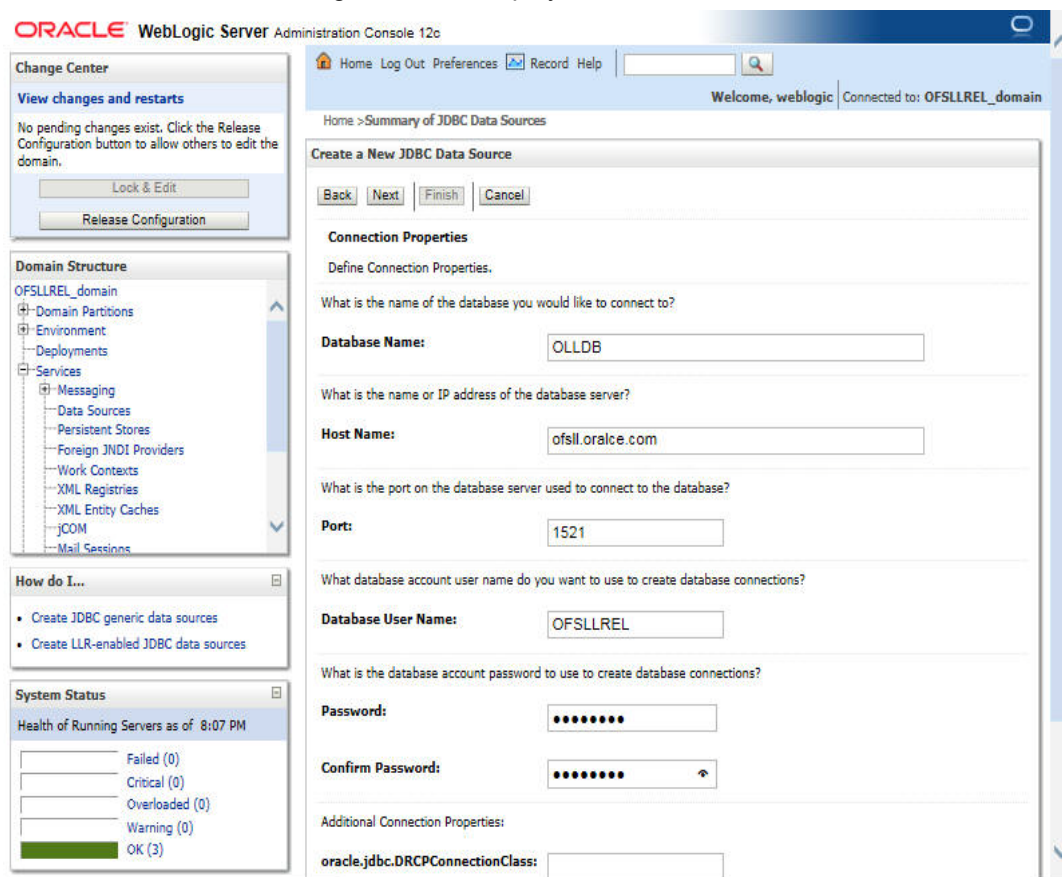 ORACLE WebLogic Server Administration Console 12c
Change Center
View changes and restarts
No pending changes exist. Click the Release
Configuration button to allow others to edit the
domain.
Lock & Edit
Release Configuration
Domain Structure
OFSLLREL_domain
Domain Partitions
Environment
Deployments
Services
Messaging
Data Sources
Persistent Stores
Foreign JNDI Providers
Work Contexts
XML Registries
XML Entity Caches
jCOM
Mail Sessions
How do I...
• Create JDBC generic data sources
• Create LLR-enabled JDBC data sources
System Status
Health of Running Servers as of 8:07 PM
Failed (0)
Critical (0)
Overloaded (0)
Warning (0)
OK (3)
Home Log Out Preferences Record Help
Welcome, weblogic Connected to: OFSLLREL_domain
Home >Summary of JDBC Data Sources
Create a New JDBC Data Source
Back Next Finish Cancel
Connection Properties
Define Connection Properties.
What is the name of the database you would like to connect to?
Database Name: OLLDB
What is the name or IP address of the database server?
Host Name: ofsll.oralce.com
What is the port on the database server used to connect to the database?
Port: 1521
What database account user name do you want to use to create database connections?
Database User Name: OFSLLREL
What is the database account password to use to create database connections?
Password: ●●●●●●●●
Confirm Password: ●●●●●●●●
Additional Connection Properties:
oracle.jdbc.DRCPConnectionClass: